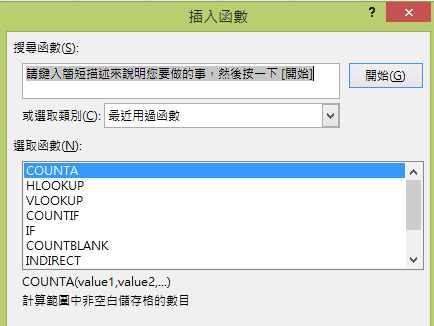 插入函數
? ×
搜尋函數(S):
請鍵入簡短描述來說明您要做的事，然後按一下 [開始]
開始(G)
或選取類別(C): 最近用過函數
選取函數(N):
COUNTA
HLOOKUP
VLOOKUP
COUNTIF
IF
COUNTBLANK
INDIRECT
COUNTA(value1,value2,...)
計算範圍中非空白儲存格的數目